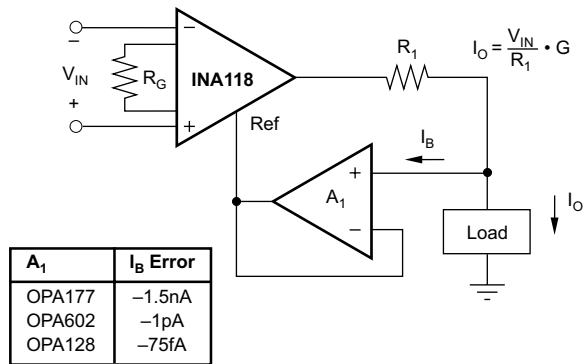 −
V_IN
+
R_G
−
INA118
+
Ref
R_1
I_O = V_IN / R_1 • G
I_B
+
A_1
−
Load
I_O
A_1 I_B Error
OPA177 –1.5nA
OPA602 –1pA
OPA128 –75fA